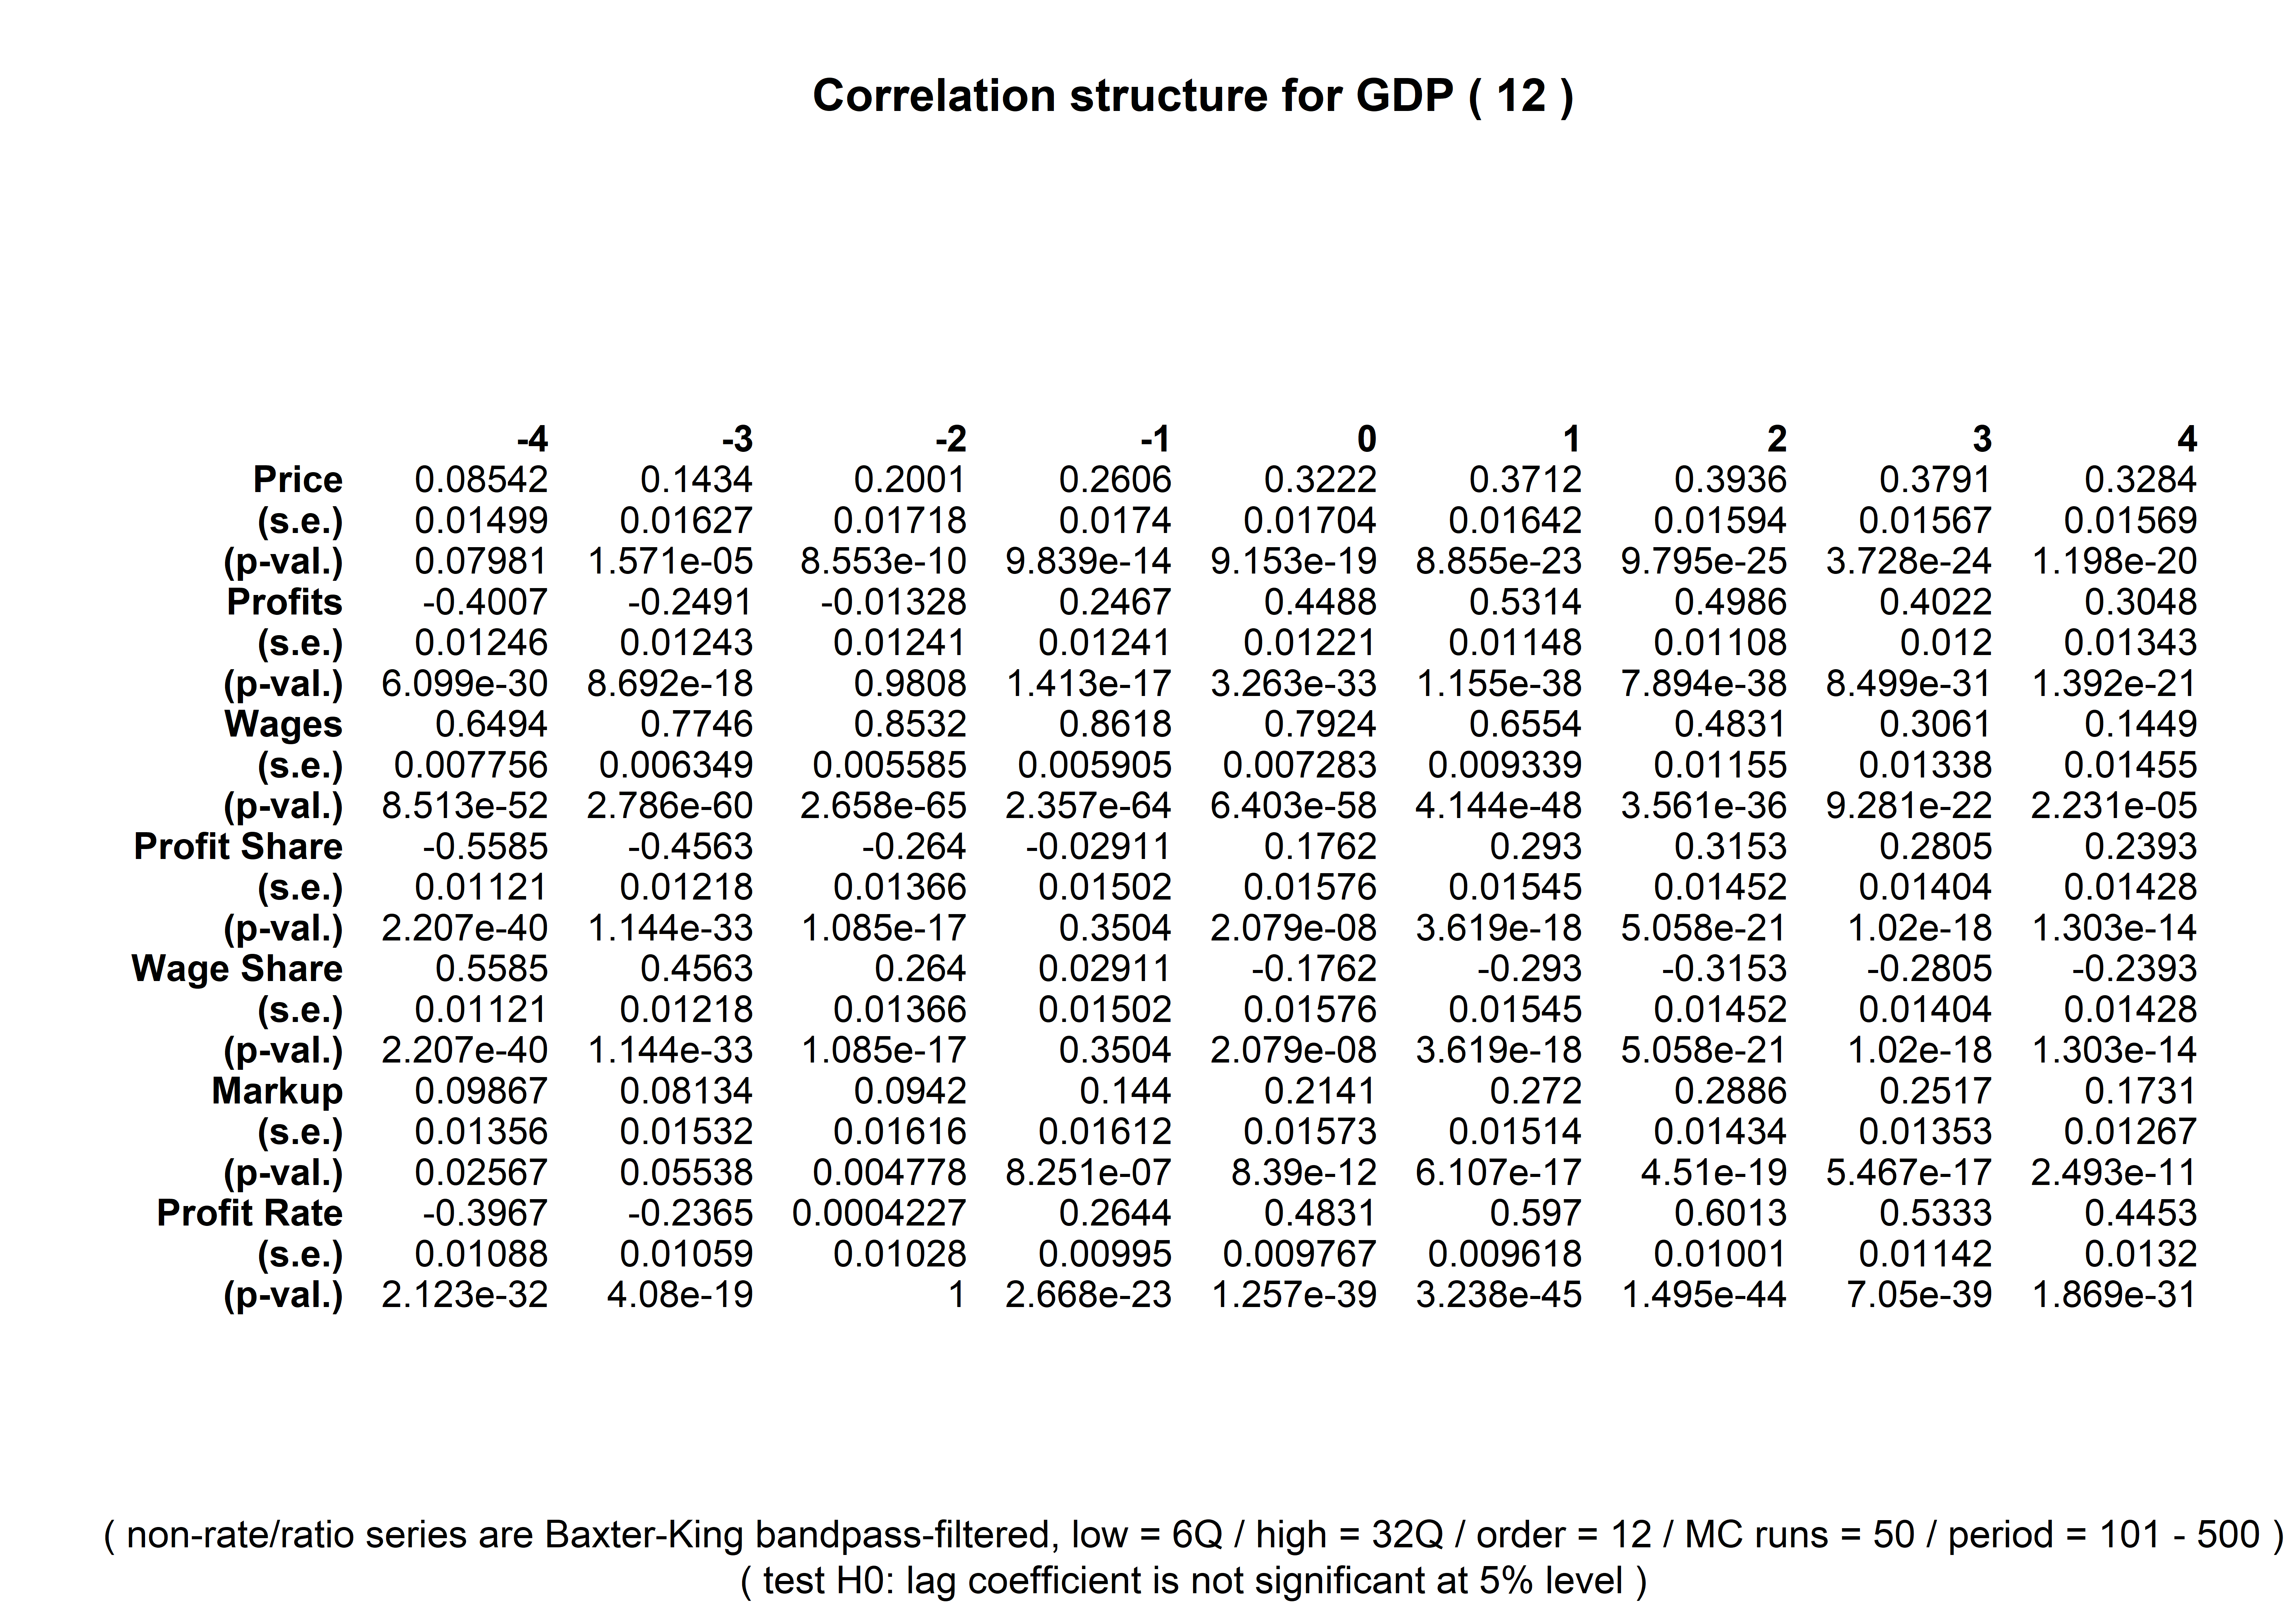 Correlation structure for GDP ( 12 )
-4 -3 -2 -1 0 1 2 3 4
Price 0.08542 0.1434 0.2001 0.2606 0.3222 0.3712 0.3936 0.3791 0.3284
(s.e.) 0.01499 0.01627 0.01718 0.0174 0.01704 0.01642 0.01594 0.01567 0.01569
(p-val.) 0.07981 1.571e-05 8.553e-10 9.839e-14 9.153e-19 8.855e-23 9.795e-25 3.728e-24 1.198e-20
Profits -0.4007 -0.2491 -0.01328 0.2467 0.4488 0.5314 0.4986 0.4022 0.3048
(s.e.) 0.01246 0.01243 0.01241 0.01241 0.01221 0.01148 0.01108 0.012 0.01343
(p-val.) 6.099e-30 8.692e-18 0.9808 1.413e-17 3.263e-33 1.155e-38 7.894e-38 8.499e-31 1.392e-21
Wages 0.6494 0.7746 0.8532 0.8618 0.7924 0.6554 0.4831 0.3061 0.1449
(s.e.) 0.007756 0.006349 0.005585 0.005905 0.007283 0.009339 0.01155 0.01338 0.01455
(p-val.) 8.513e-52 2.786e-60 2.658e-65 2.357e-64 6.403e-58 4.144e-48 3.561e-36 9.281e-22 2.231e-05
Profit Share -0.5585 -0.4563 -0.264 -0.02911 0.1762 0.293 0.3153 0.2805 0.2393
(s.e.) 0.01121 0.01218 0.01366 0.01502 0.01576 0.01545 0.01452 0.01404 0.01428
(p-val.) 2.207e-40 1.144e-33 1.085e-17 0.3504 2.079e-08 3.619e-18 5.058e-21 1.02e-18 1.303e-14
Wage Share 0.5585 0.4563 0.264 0.02911 -0.1762 -0.293 -0.3153 -0.2805 -0.2393
(s.e.) 0.01121 0.01218 0.01366 0.01502 0.01576 0.01545 0.01452 0.01404 0.01428
(p-val.) 2.207e-40 1.144e-33 1.085e-17 0.3504 2.079e-08 3.619e-18 5.058e-21 1.02e-18 1.303e-14
Markup 0.09867 0.08134 0.0942 0.144 0.2141 0.272 0.2886 0.2517 0.1731
(s.e.) 0.01356 0.01532 0.01616 0.01612 0.01573 0.01514 0.01434 0.01353 0.01267
(p-val.) 0.02567 0.05538 0.004778 8.251e-07 8.39e-12 6.107e-17 4.51e-19 5.467e-17 2.493e-11
Profit Rate -0.3967 -0.2365 0.0004227 0.2644 0.4831 0.597 0.6013 0.5333 0.4453
(s.e.) 0.01088 0.01059 0.01028 0.00995 0.009767 0.009618 0.01001 0.01142 0.0132
(p-val.) 2.123e-32 4.08e-19 1 2.668e-23 1.257e-39 3.238e-45 1.495e-44 7.05e-39 1.869e-31
( non-rate/ratio series are Baxter-King bandpass-filtered, low = 6Q / high = 32Q / order = 12 / MC runs = 50 / period = 101 - 500 )
( test H0: lag coefficient is not significant at 5% level )